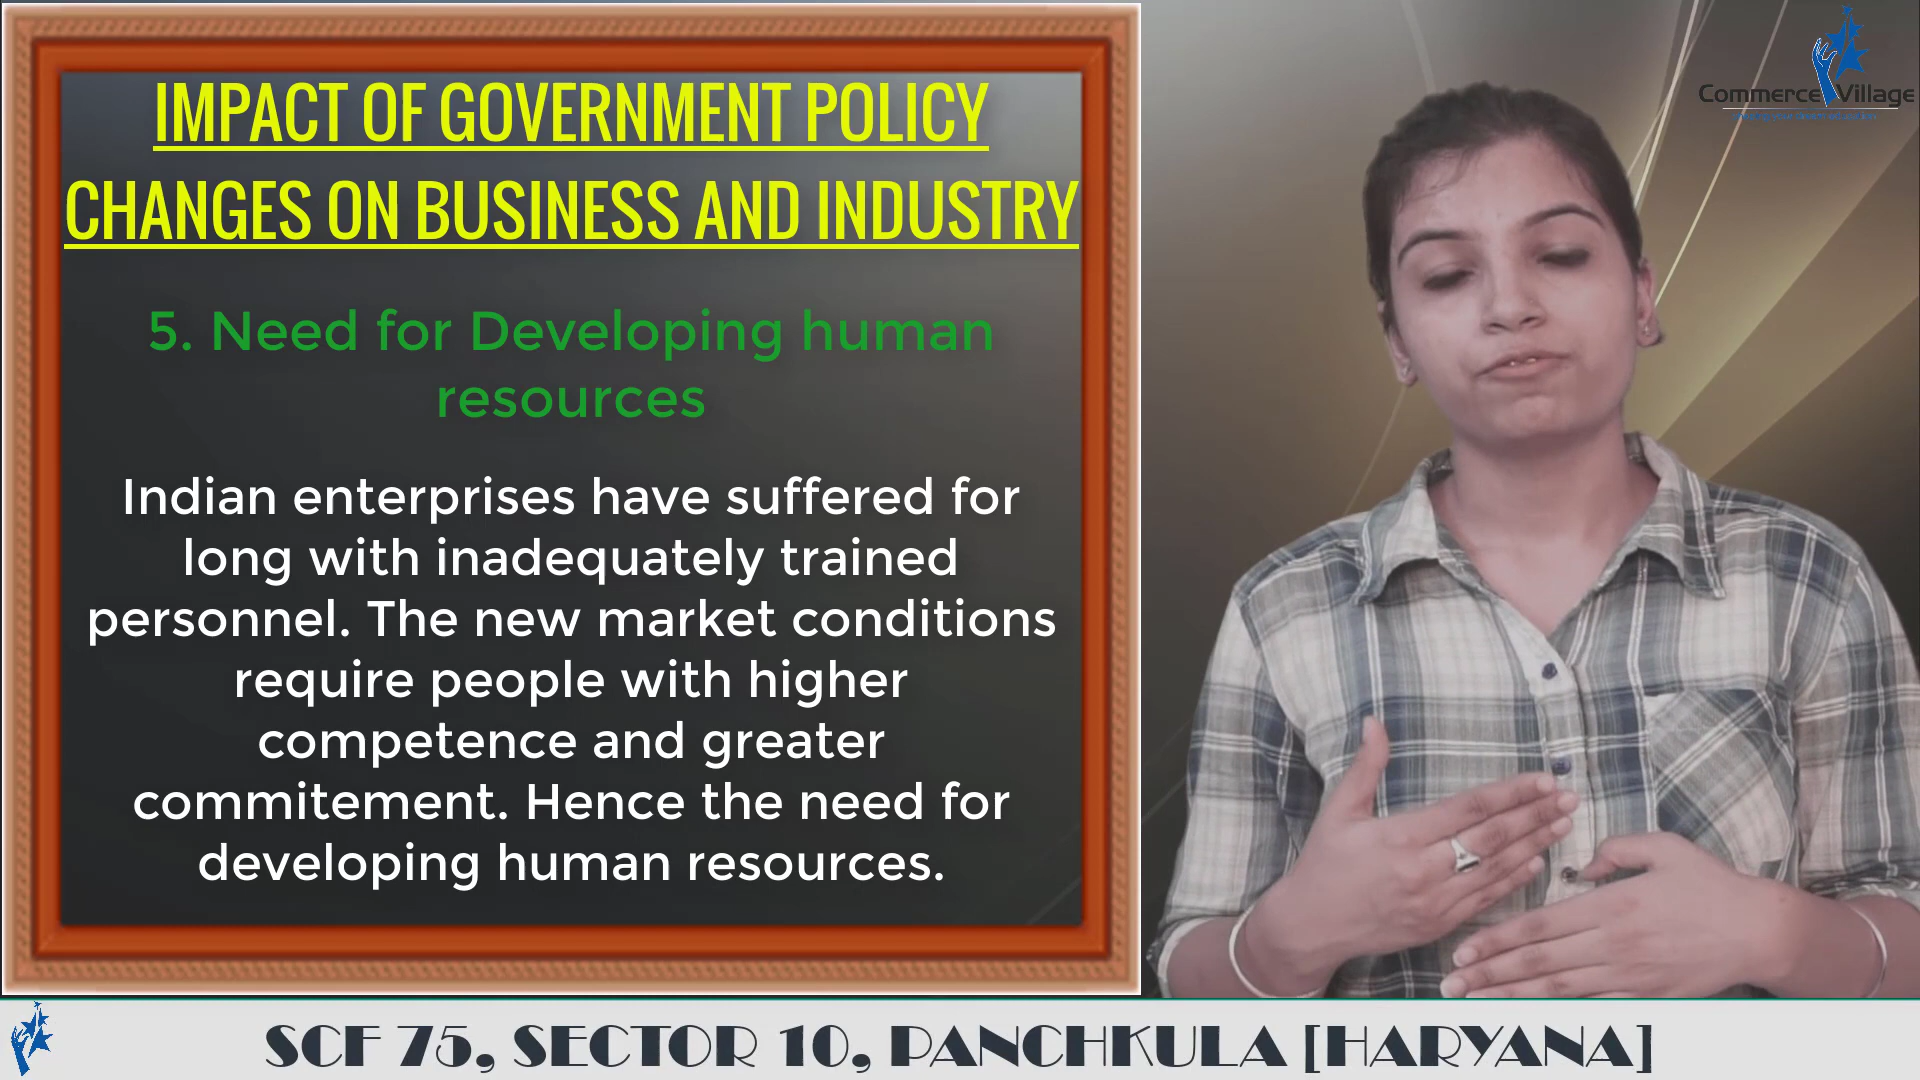 IMPACT OF GOVERNMENT POLICY
CHANGES ON BUSINESS AND INDUSTRY
5. Need for Developing human
resources
Indian enterprises have suffered for
long with inadequately trained
personnel. The new market conditions
require people with higher
competence and greater
commitement. Hence the need for
developing human resources.
Commerce Village
SCF 75, SECTOR 10, PANCHKULA [HARYANA]